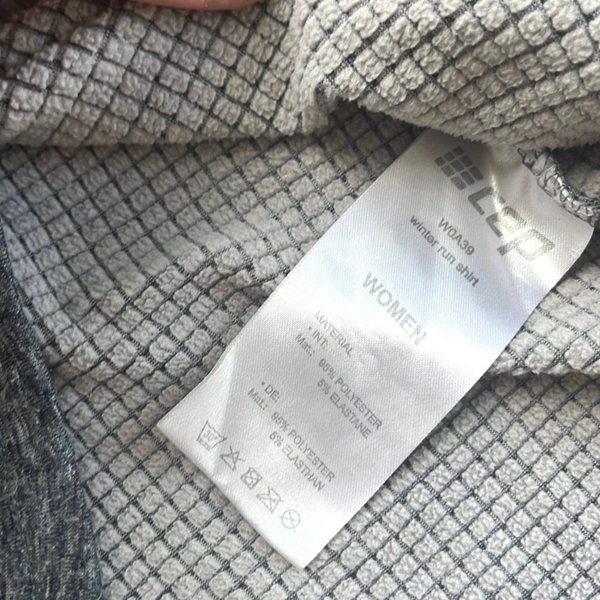 cep
W0A39
winter run shirt
WOMEN
MATERIAL
• INT:
Mat.: 95% POLYESTER
5% ELASTANE
• DE:
Mat.: 95% POLYESTER
5% ELASTHAN
30°